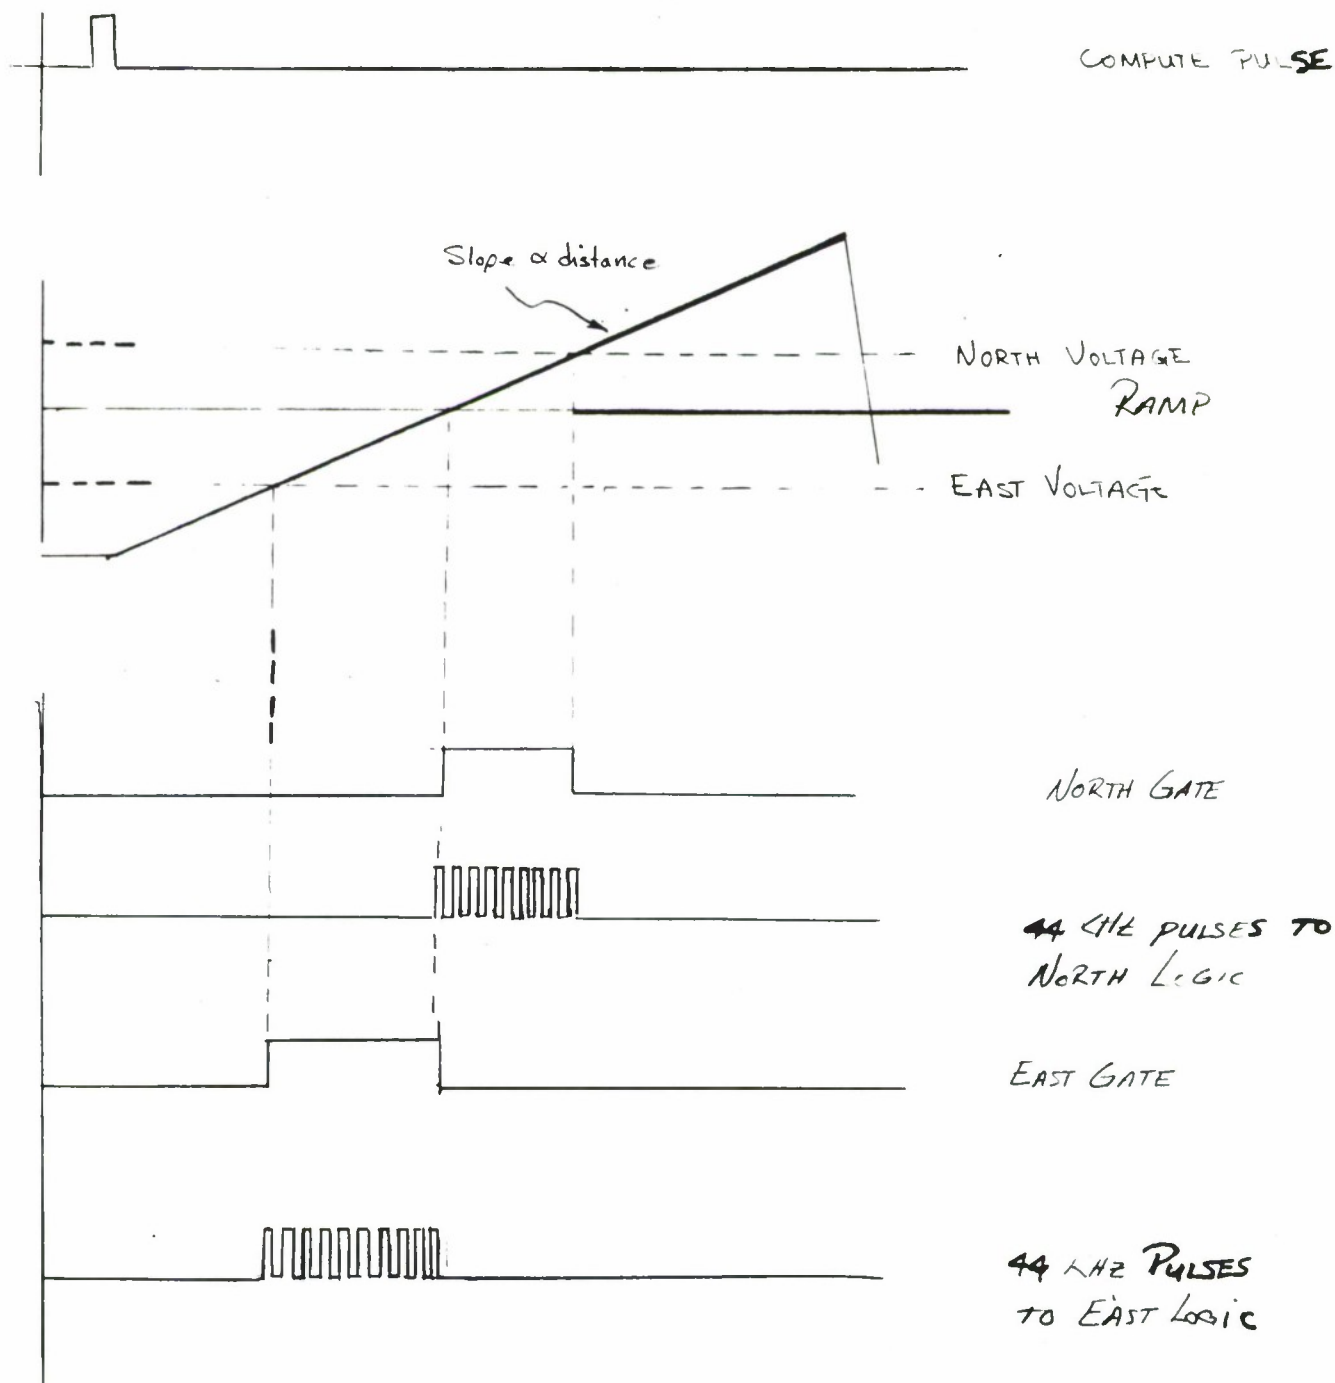 COMPUTE PULSE
Slope ∝ distance
NORTH VOLTAGE
RAMP
EAST VOLTAGE
NORTH GATE
44 KHZ PULSES TO
NORTH LOGIC
EAST GATE
44 KHZ PULSES
TO EAST LOGIC